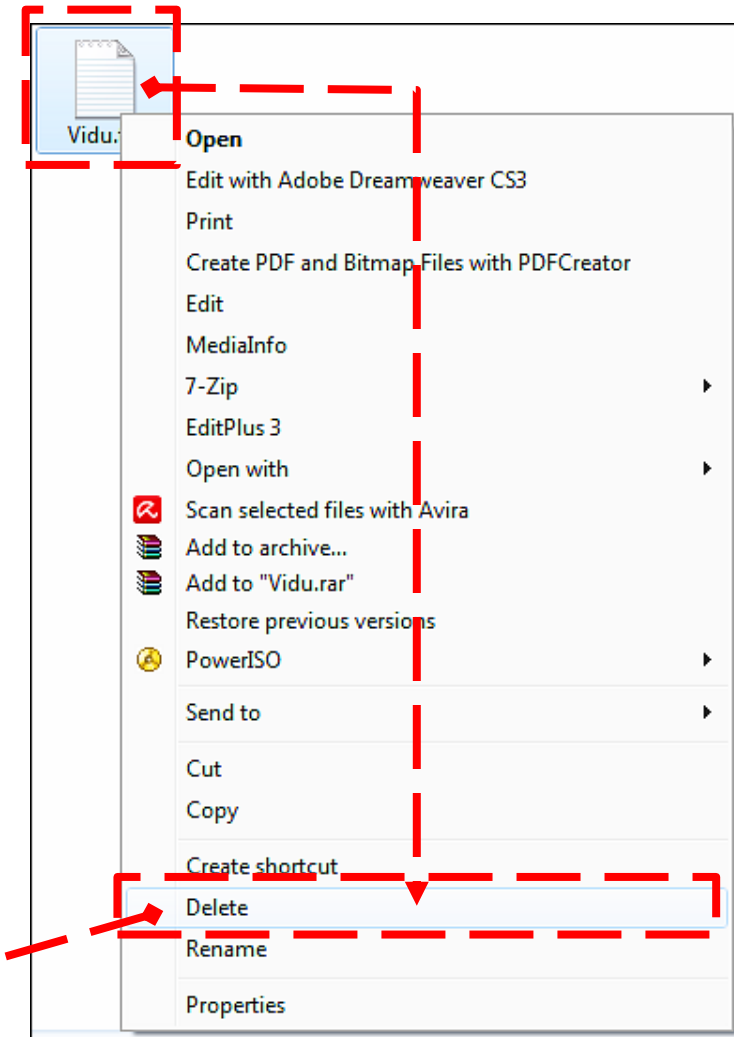 Vidu.
Open
Edit with Adobe Dreamweaver CS3
Print
Create PDF and Bitmap Files with PDFCreator
Edit
MediaInfo
7-Zip
EditPlus 3
Open with
Scan selected files with Avira
Add to archive...
Add to "Vidu.rar"
Restore previous versions
PowerISO
Send to
Cut
Copy
Create shortcut
Delete
Rename
Properties